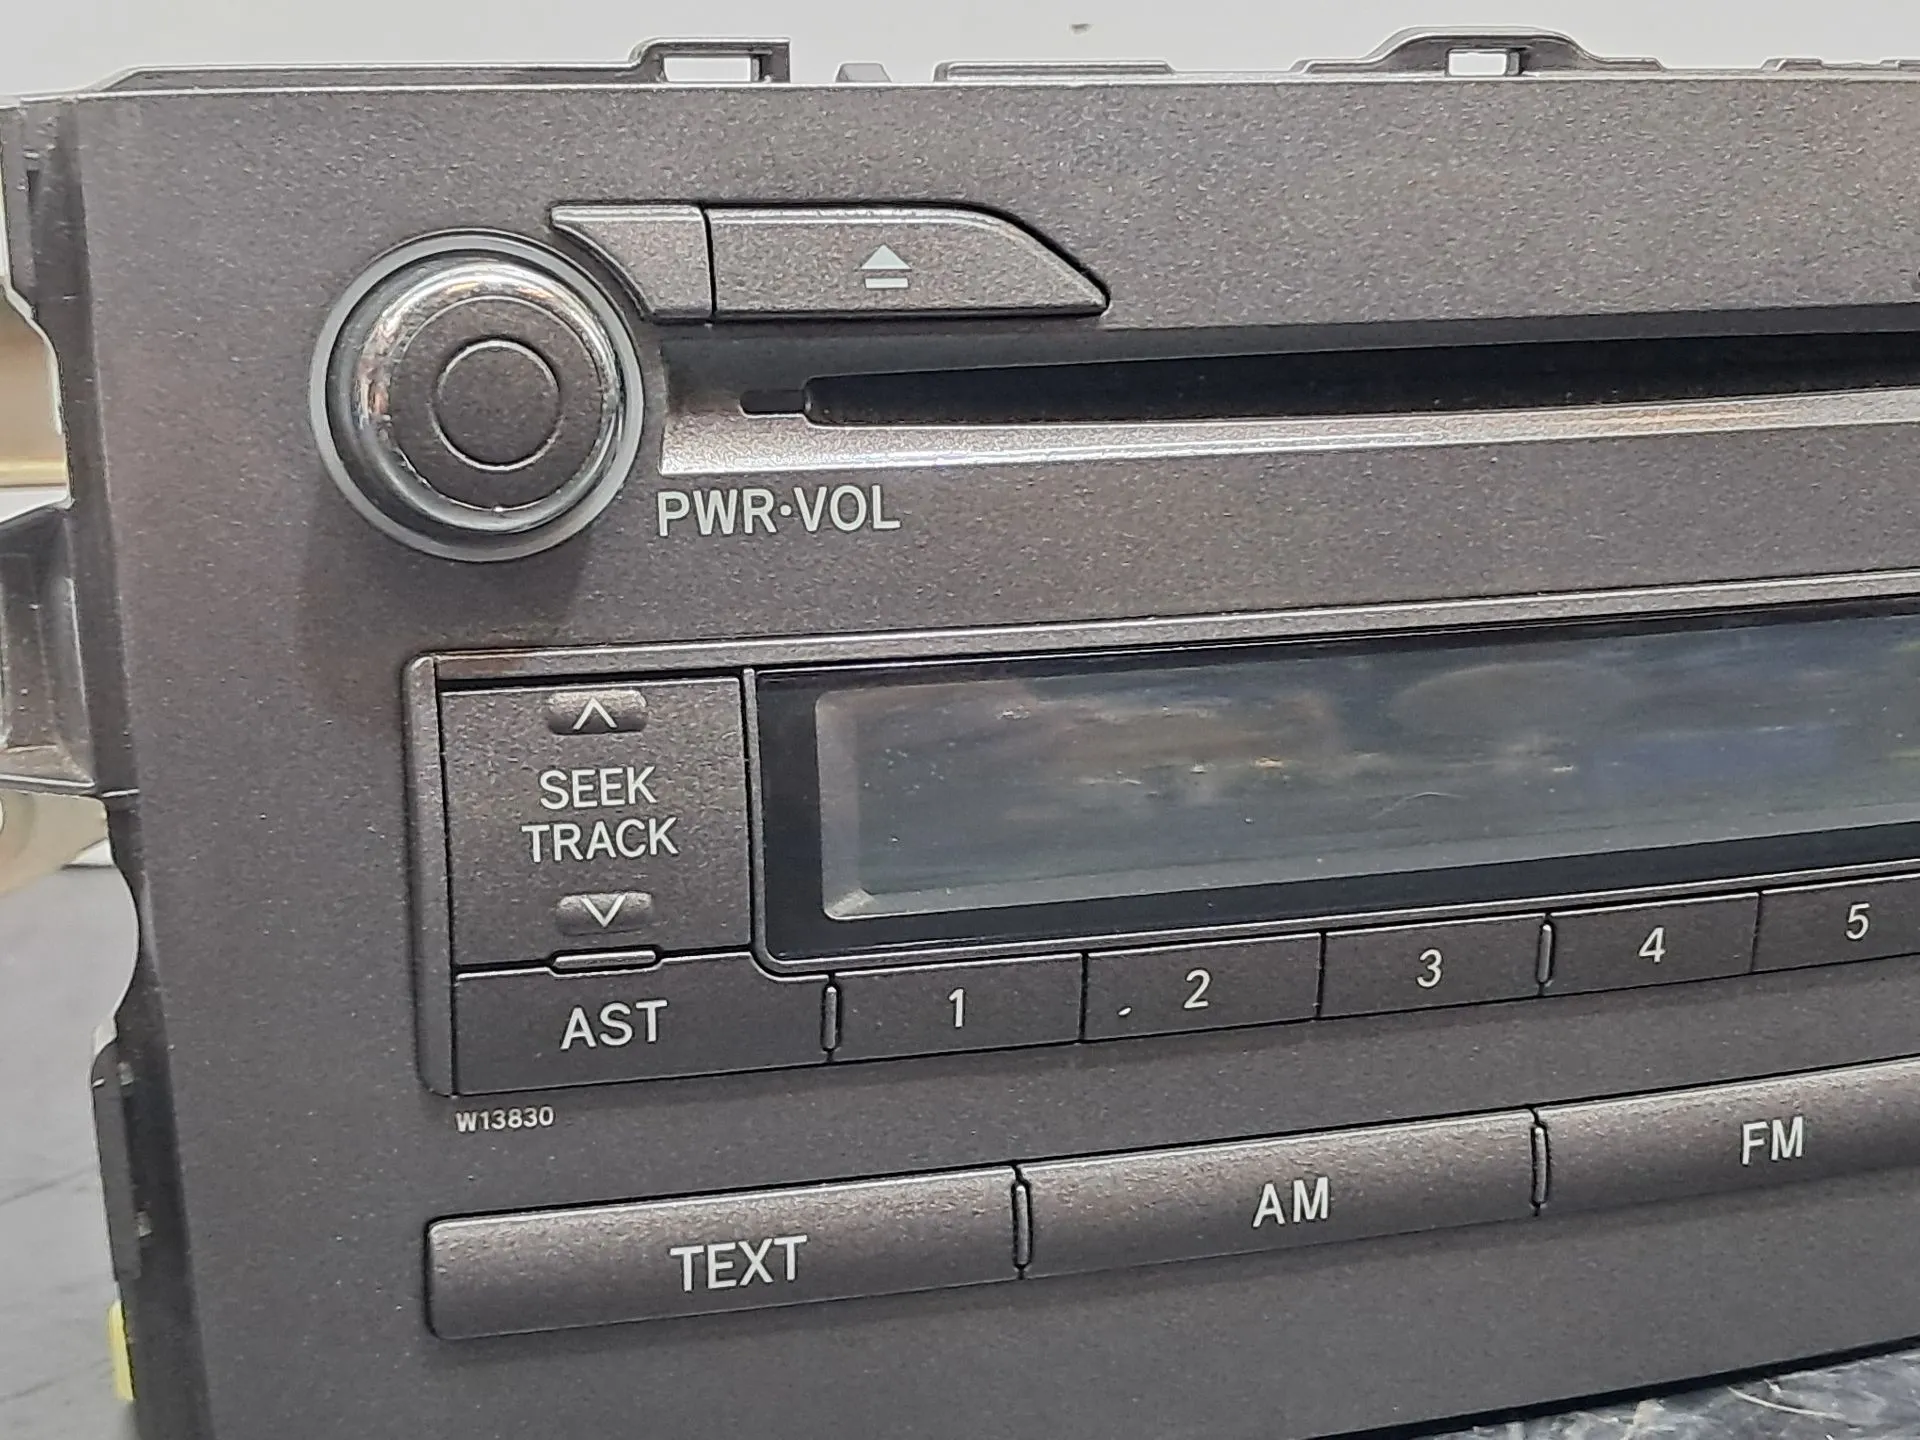 PWR·VOL
SEEK
TRACK
AST
1
2
3
4
5
W13830
TEXT
AM
FM